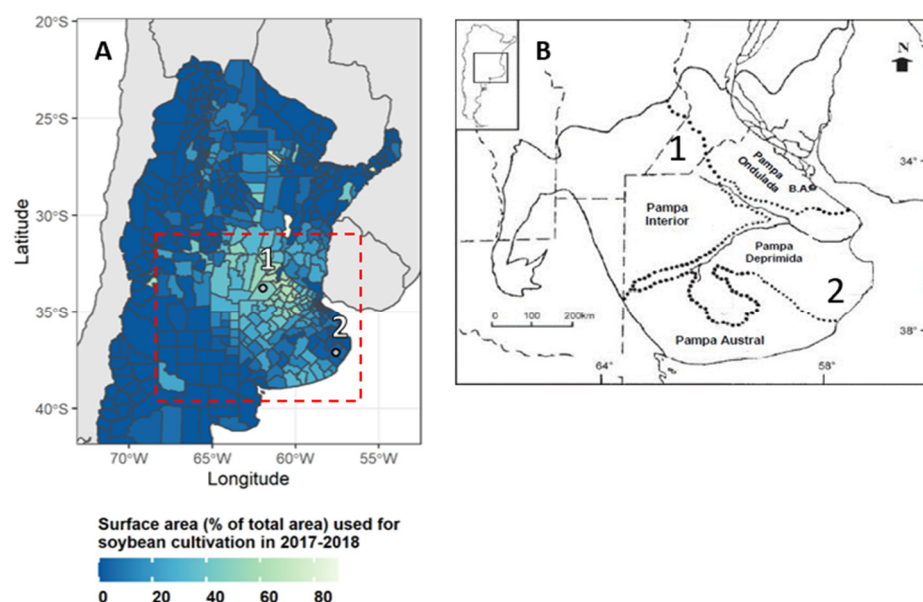 A
20°S
25°S
30°S
35°S
40°S
Latitude
1
2
70°W
65°W
60°W
55°W
Longitude
Surface area (% of total area) used for
soybean cultivation in 2017-2018
0 20 40 60 80
B
N
1
Pampa
Ondulada
B.A
34°
Pampa
Interior
Pampa
Deprimida
2
0 100 200km
Pampa Austral
38°
64°
58°